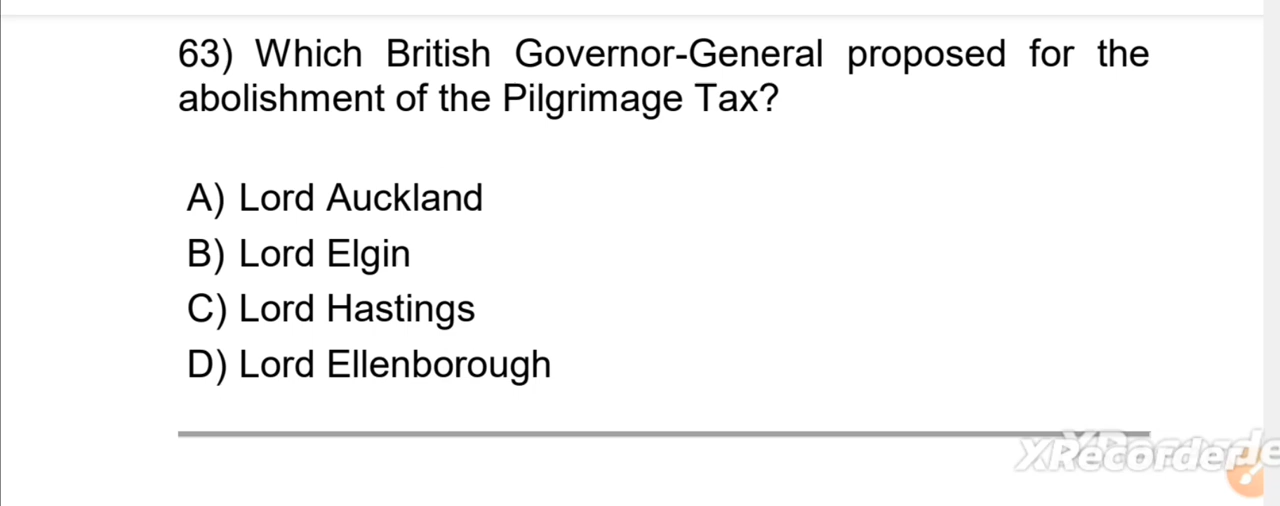 63) Which British Governor-General proposed for the
abolishment of the Pilgrimage Tax?
A) Lord Auckland
B) Lord Elgin
C) Lord Hastings
D) Lord Ellenborough
XRecorder